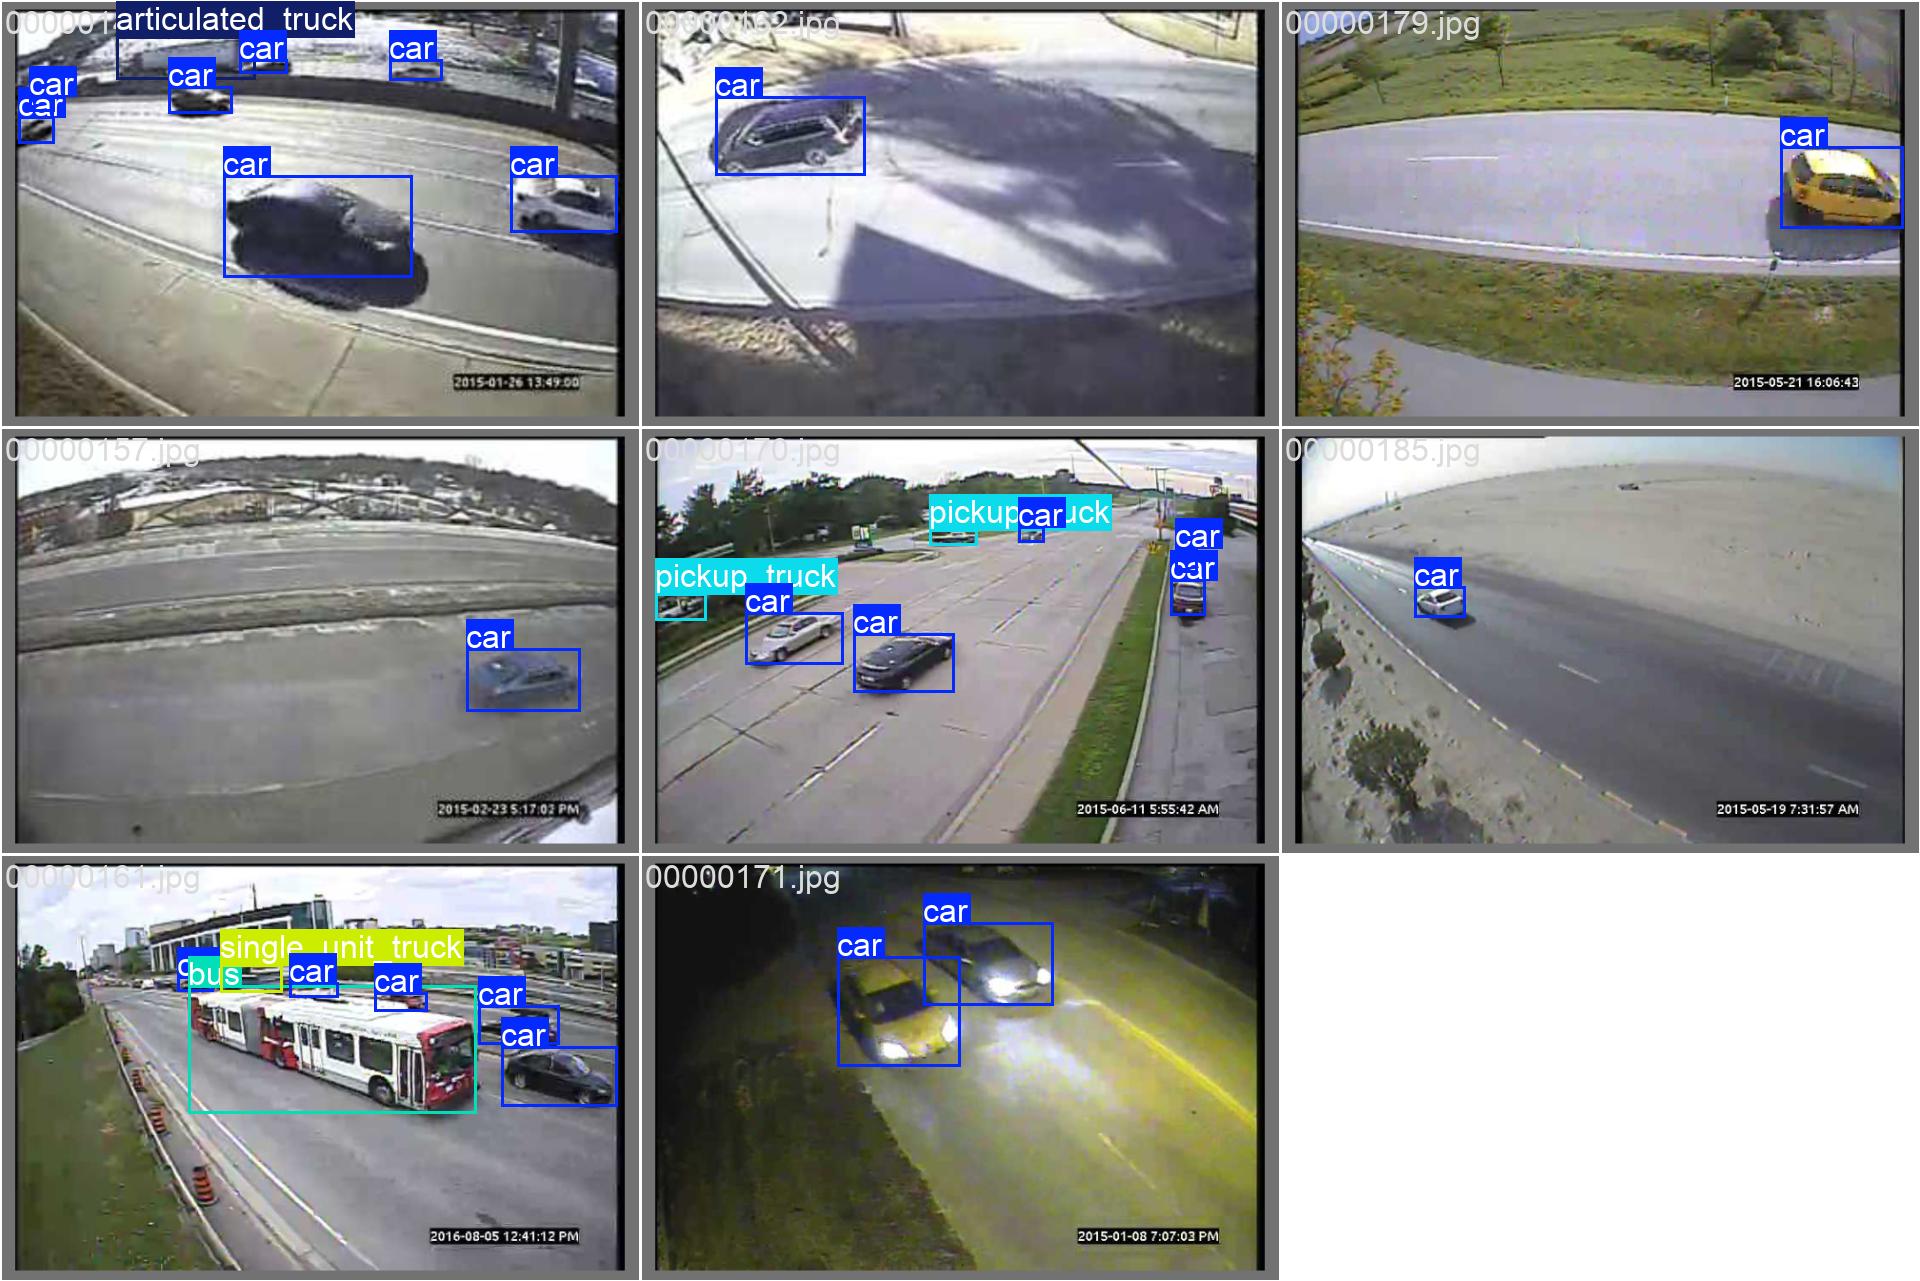 articulated_truck
car
car
car
car
car
car
car
2015-01-26 13:49:00
car
00000179.jpg
car
2015-05-21 16:06:43
00000157.jpg
car
2015-02-23 5:17:02 PM
00000170.jpg
pickup_truck
car
car
car
pickup_truck
car
car
2015-06-11 5:55:42 AM
00000185.jpg
car
2015-05-19 7:31:57 AM
00000161.jpg
single_unit_truck
bus
car
car
car
car
2016-08-05 12:41:12 PM
00000171.jpg
car
car
2015-01-08 7:07:03 PM